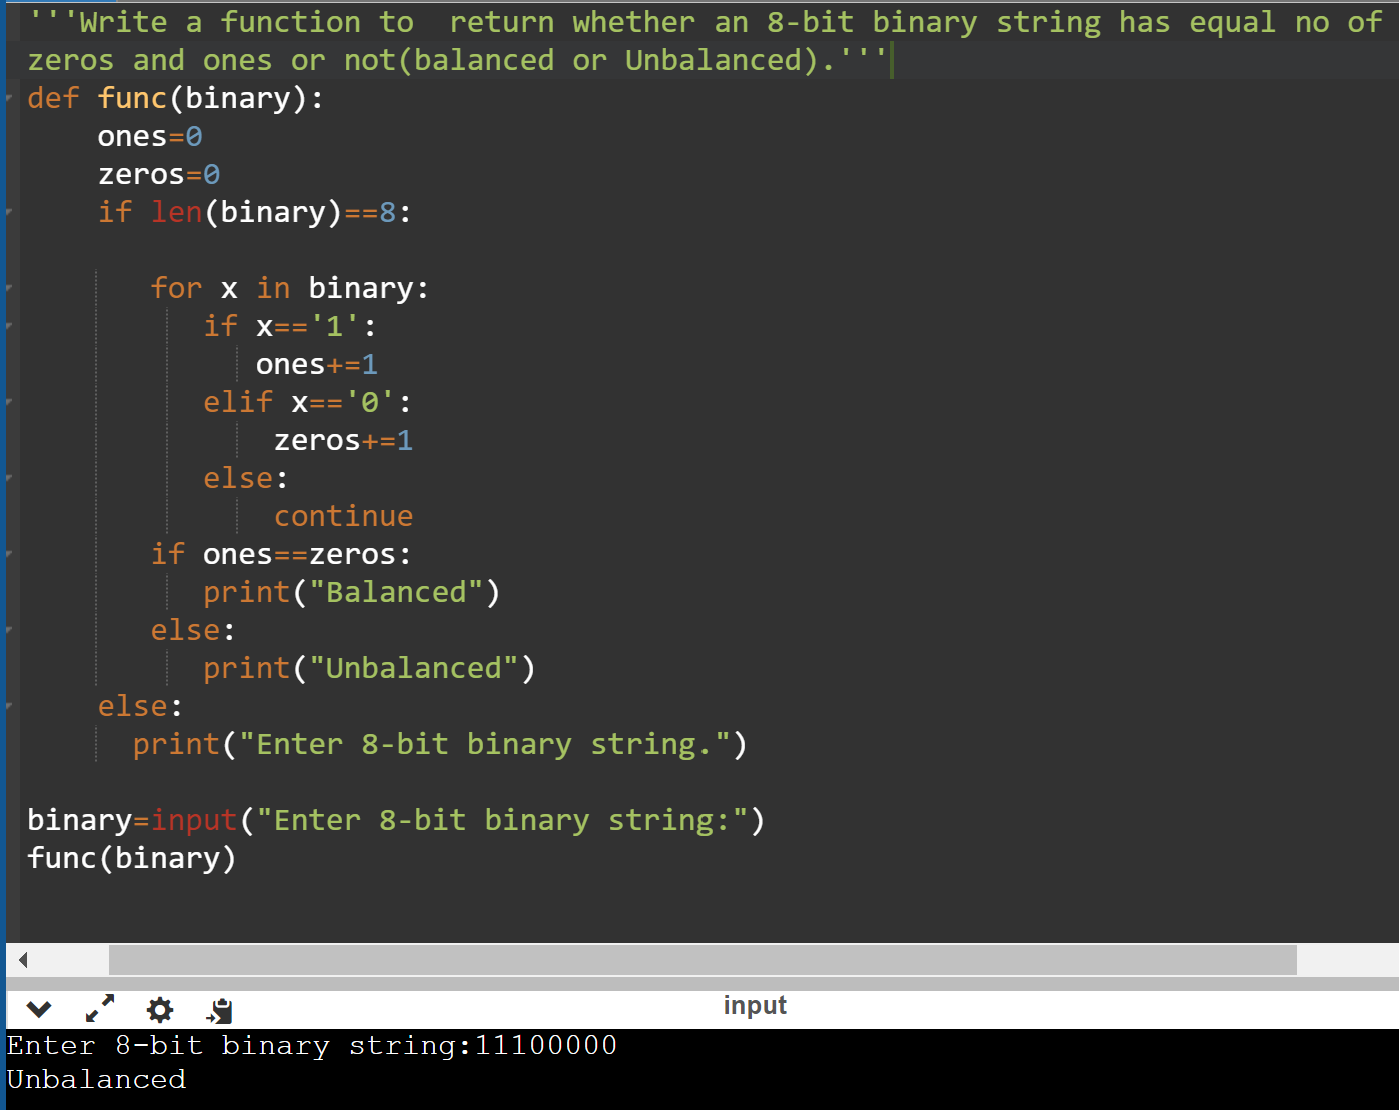 '''Write a function to  return whether an 8-bit binary string has equal no of
zeros and ones or not(balanced or Unbalanced).'''
def func(binary):
    ones=0
    zeros=0
    if len(binary)==8:

       for x in binary:
          if x=='1':
             ones+=1
          elif x=='0':
              zeros+=1
          else:
              continue
       if ones==zeros:
          print("Balanced")
       else:
          print("Unbalanced")
    else:
      print("Enter 8-bit binary string.")

binary=input("Enter 8-bit binary string:")
func(binary)
input
Enter 8-bit binary string:11100000
Unbalanced